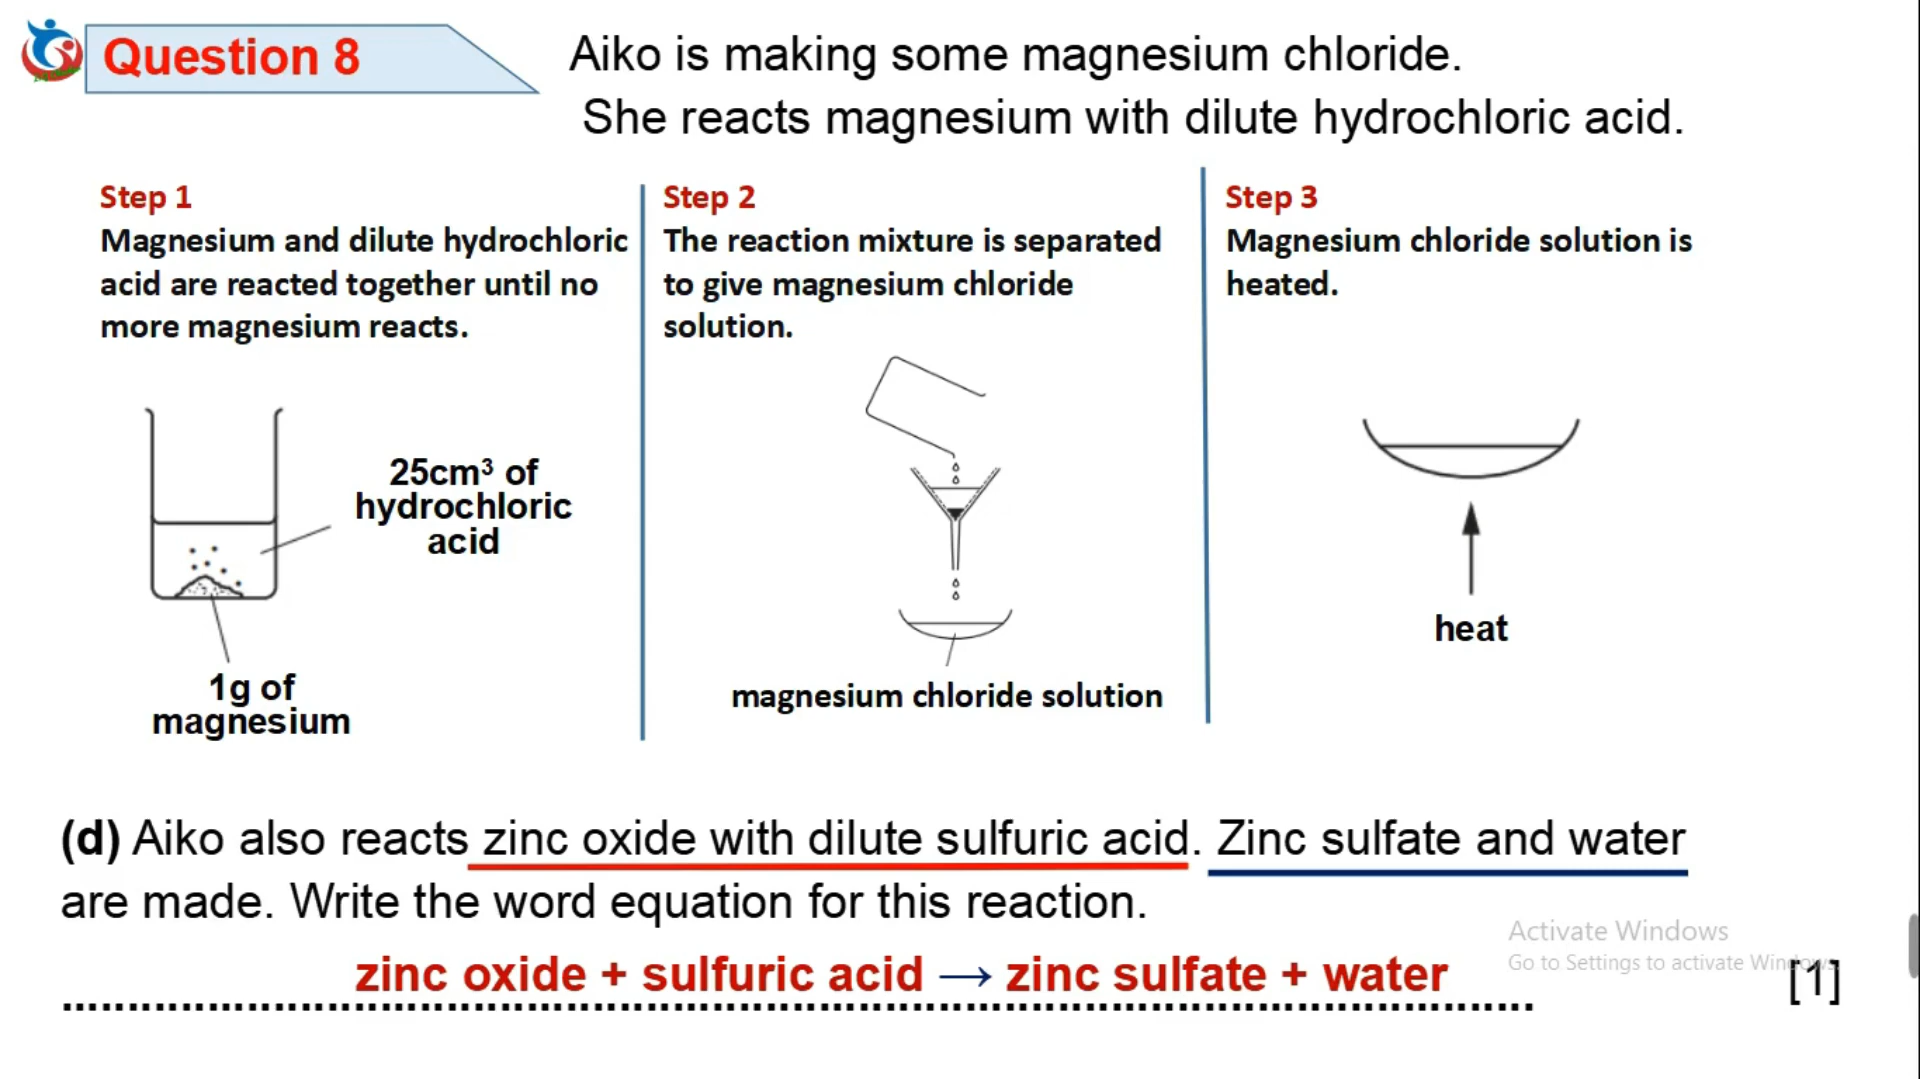 Question 8
Aiko is making some magnesium chloride.
She reacts magnesium with dilute hydrochloric acid.
Step 1
Magnesium and dilute hydrochloric
acid are reacted together until no
more magnesium reacts.
25cm³ of
hydrochloric
acid
1g of
magnesium
Step 2
The reaction mixture is separated
to give magnesium chloride
solution.
magnesium chloride solution
Step 3
Magnesium chloride solution is
heated.
heat
(d) Aiko also reacts zinc oxide with dilute sulfuric acid. Zinc sulfate and water
are made. Write the word equation for this reaction.
zinc oxide + sulfuric acid → zinc sulfate + water
[1]
Activate Windows
Go to Settings to activate Windows.